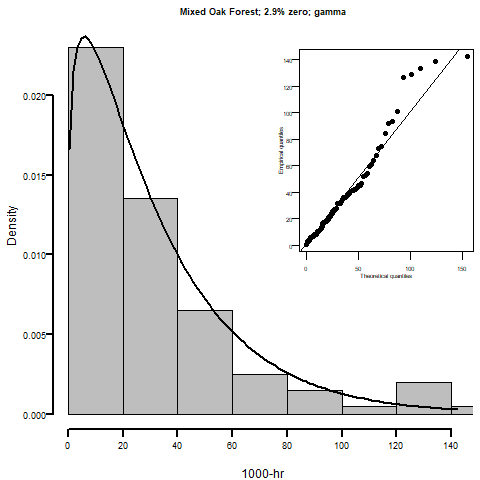 Mixed Oak Forest; 2.9% zero; gamma
Density
0.020
0.015
0.010
0.005
0.000
0 20 40 60 80 100 120 140
1000-hr
Empirical quantiles
140
120
100
80
60
40
20
0
0 50 100 150
Theoretical quantiles